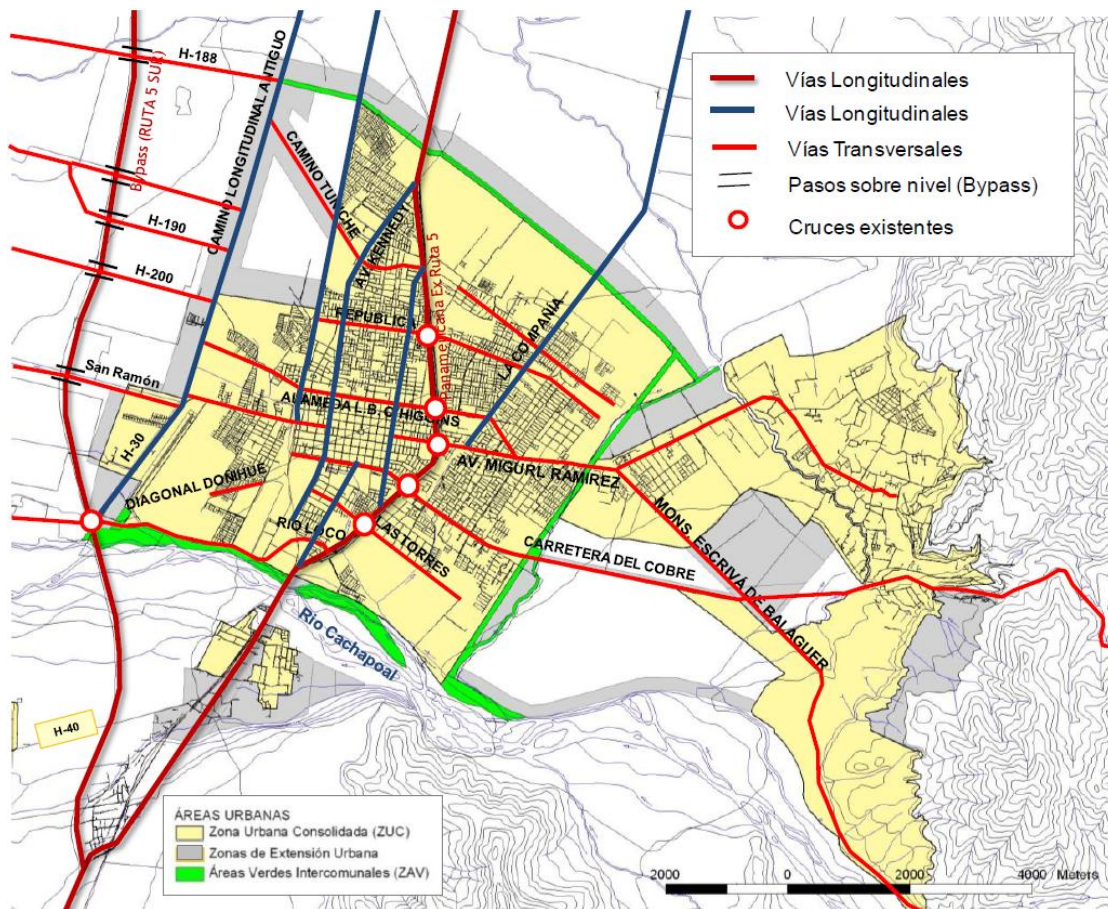 H-188
Bypass (RUTA 5 SUR)
CAMINO LONGITUDINAL ANTIGUO
Vías Longitudinales
Vías Longitudinales
Vías Transversales
Pasos sobre nivel (Bypass)
Cruces existentes
CAMINO TUNICHE
AV. KENNEDY
H-190
H-200
Panamericana Ex Ruta 5
REPUBLICA
LA COMPAÑÍA
San Ramón
ALAMEDA L.B. O'HIGGINS
H-30
AV. MIGURL RAMIREZ
DIAGONAL DOÑIHUE
RIO LOCO
LAS TORRES
CARRETERA DEL COBRE
MONS. ESCRIVÁ DE BALAGUER
Río Cachapoal
H-40
ÁREAS URBANAS
Zona Urbana Consolidada (ZUC)
Zonas de Extensión Urbana
Áreas Verdes Intercomunales (ZAV)
2000 0 2000 4000 Meters